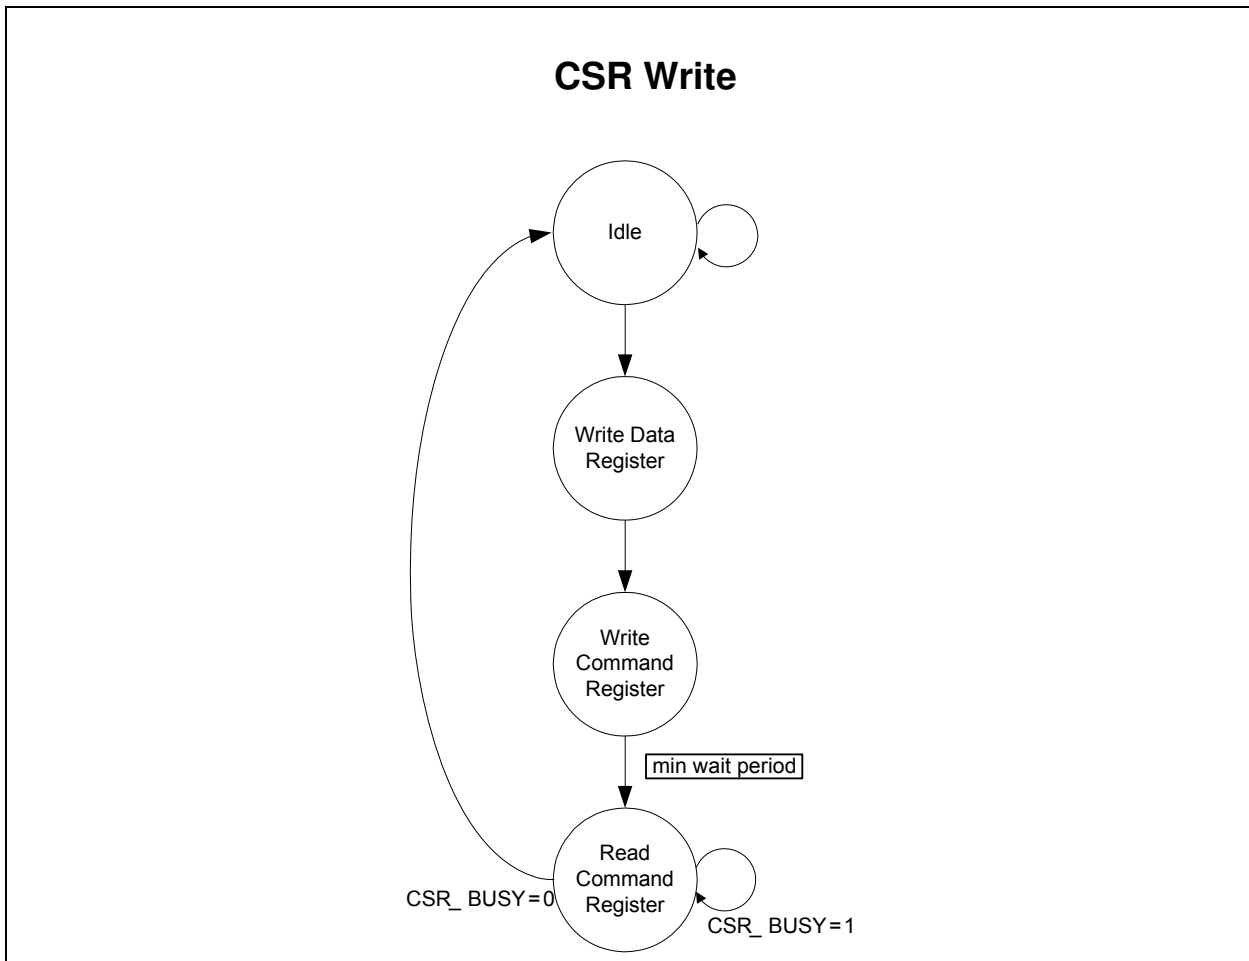 CSR Write
Idle
Write Data
Register
Write
Command
Register
min wait period
Read
Command
Register
CSR_ BUSY=0
CSR_ BUSY=1